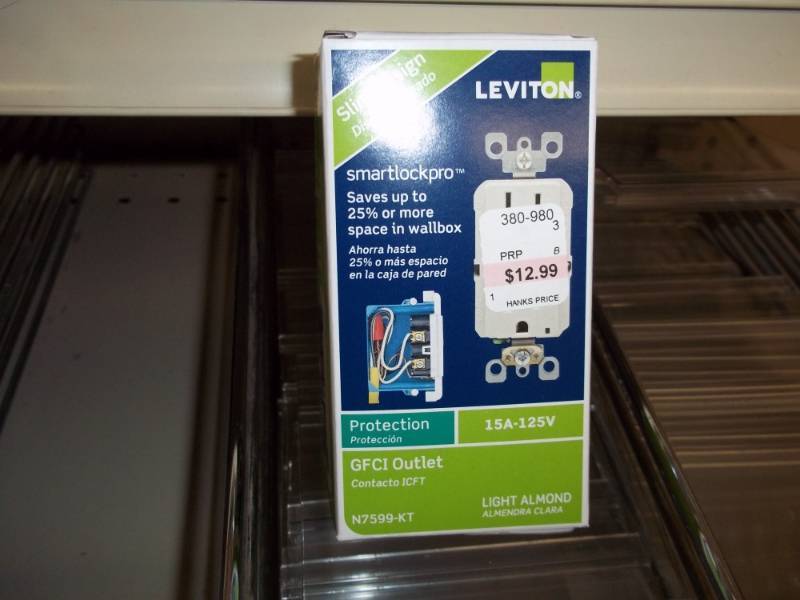 Slim Design
LEVITON®
smartlockpro™
Saves up to
25% or more
space in wallbox
Ahorra hasta
25% o más espacio
en la caja de pared
380-980
3
PRP 8
$12.99
1 HANKS PRICE
Protection
Protección
15A-125V
GFCI Outlet
Contacto ICFT
LIGHT ALMOND
ALMENDRA CLARA
N7599-KT